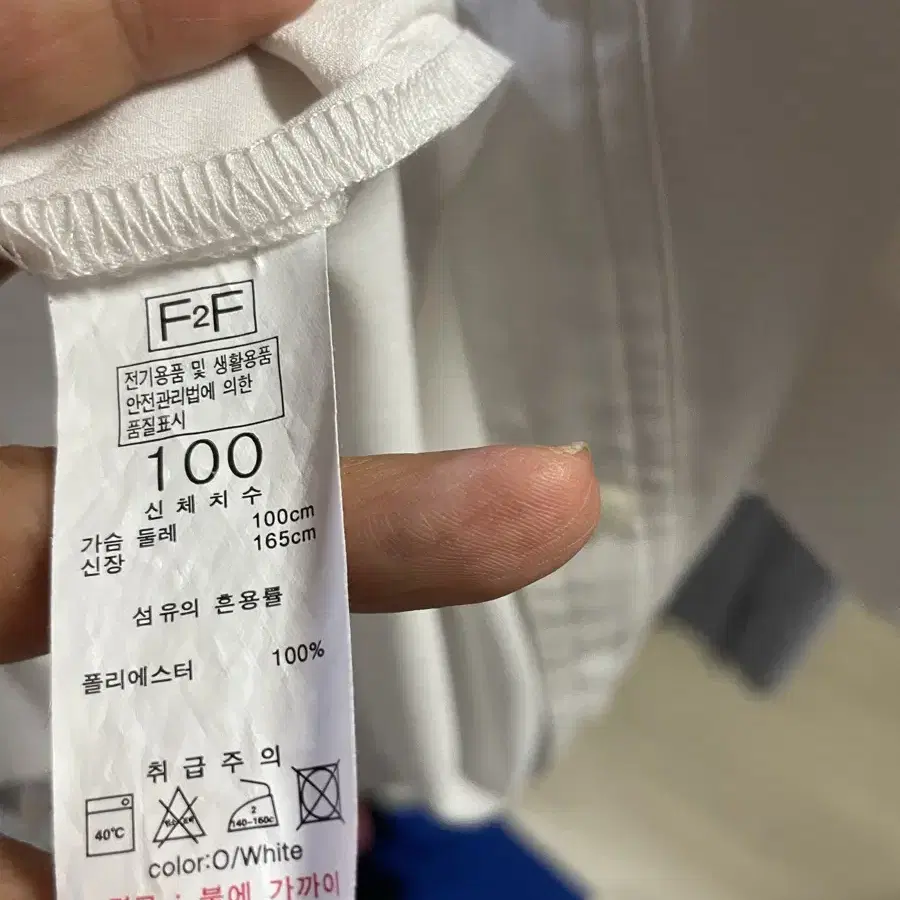 F2F
전기용품 및 생활용품
안전관리법에 의한
품질표시
100
신 체 치 수
가슴 둘레 100cm
신장 165cm
섬유의 혼용률
폴리에스터 100%
취 급 주 의
40℃
2
140-160c
color:O/White
: 불에 가까이